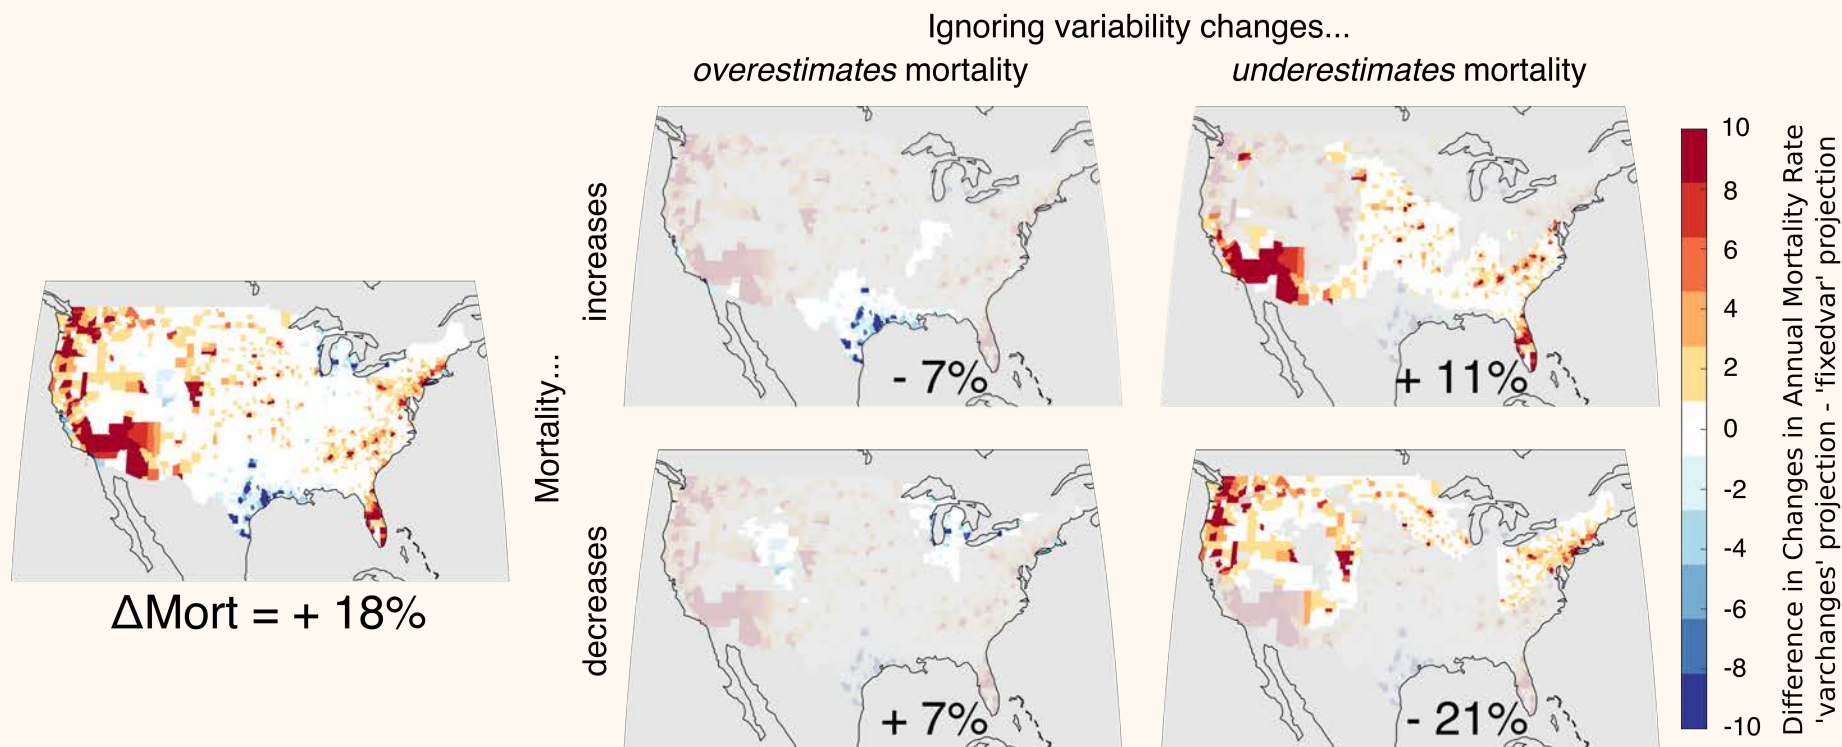 Ignoring variability changes...
overestimates mortality
underestimates mortality
Mortality...
increases
decreases
- 7%
+ 11%
+ 7%
- 21%
ΔMort = + 18%
10
8
6
4
2
0
-2
-4
-6
-8
-10
Difference in Changes in Annual Mortality Rate
'varchanges' projection - 'fixedvar' projection